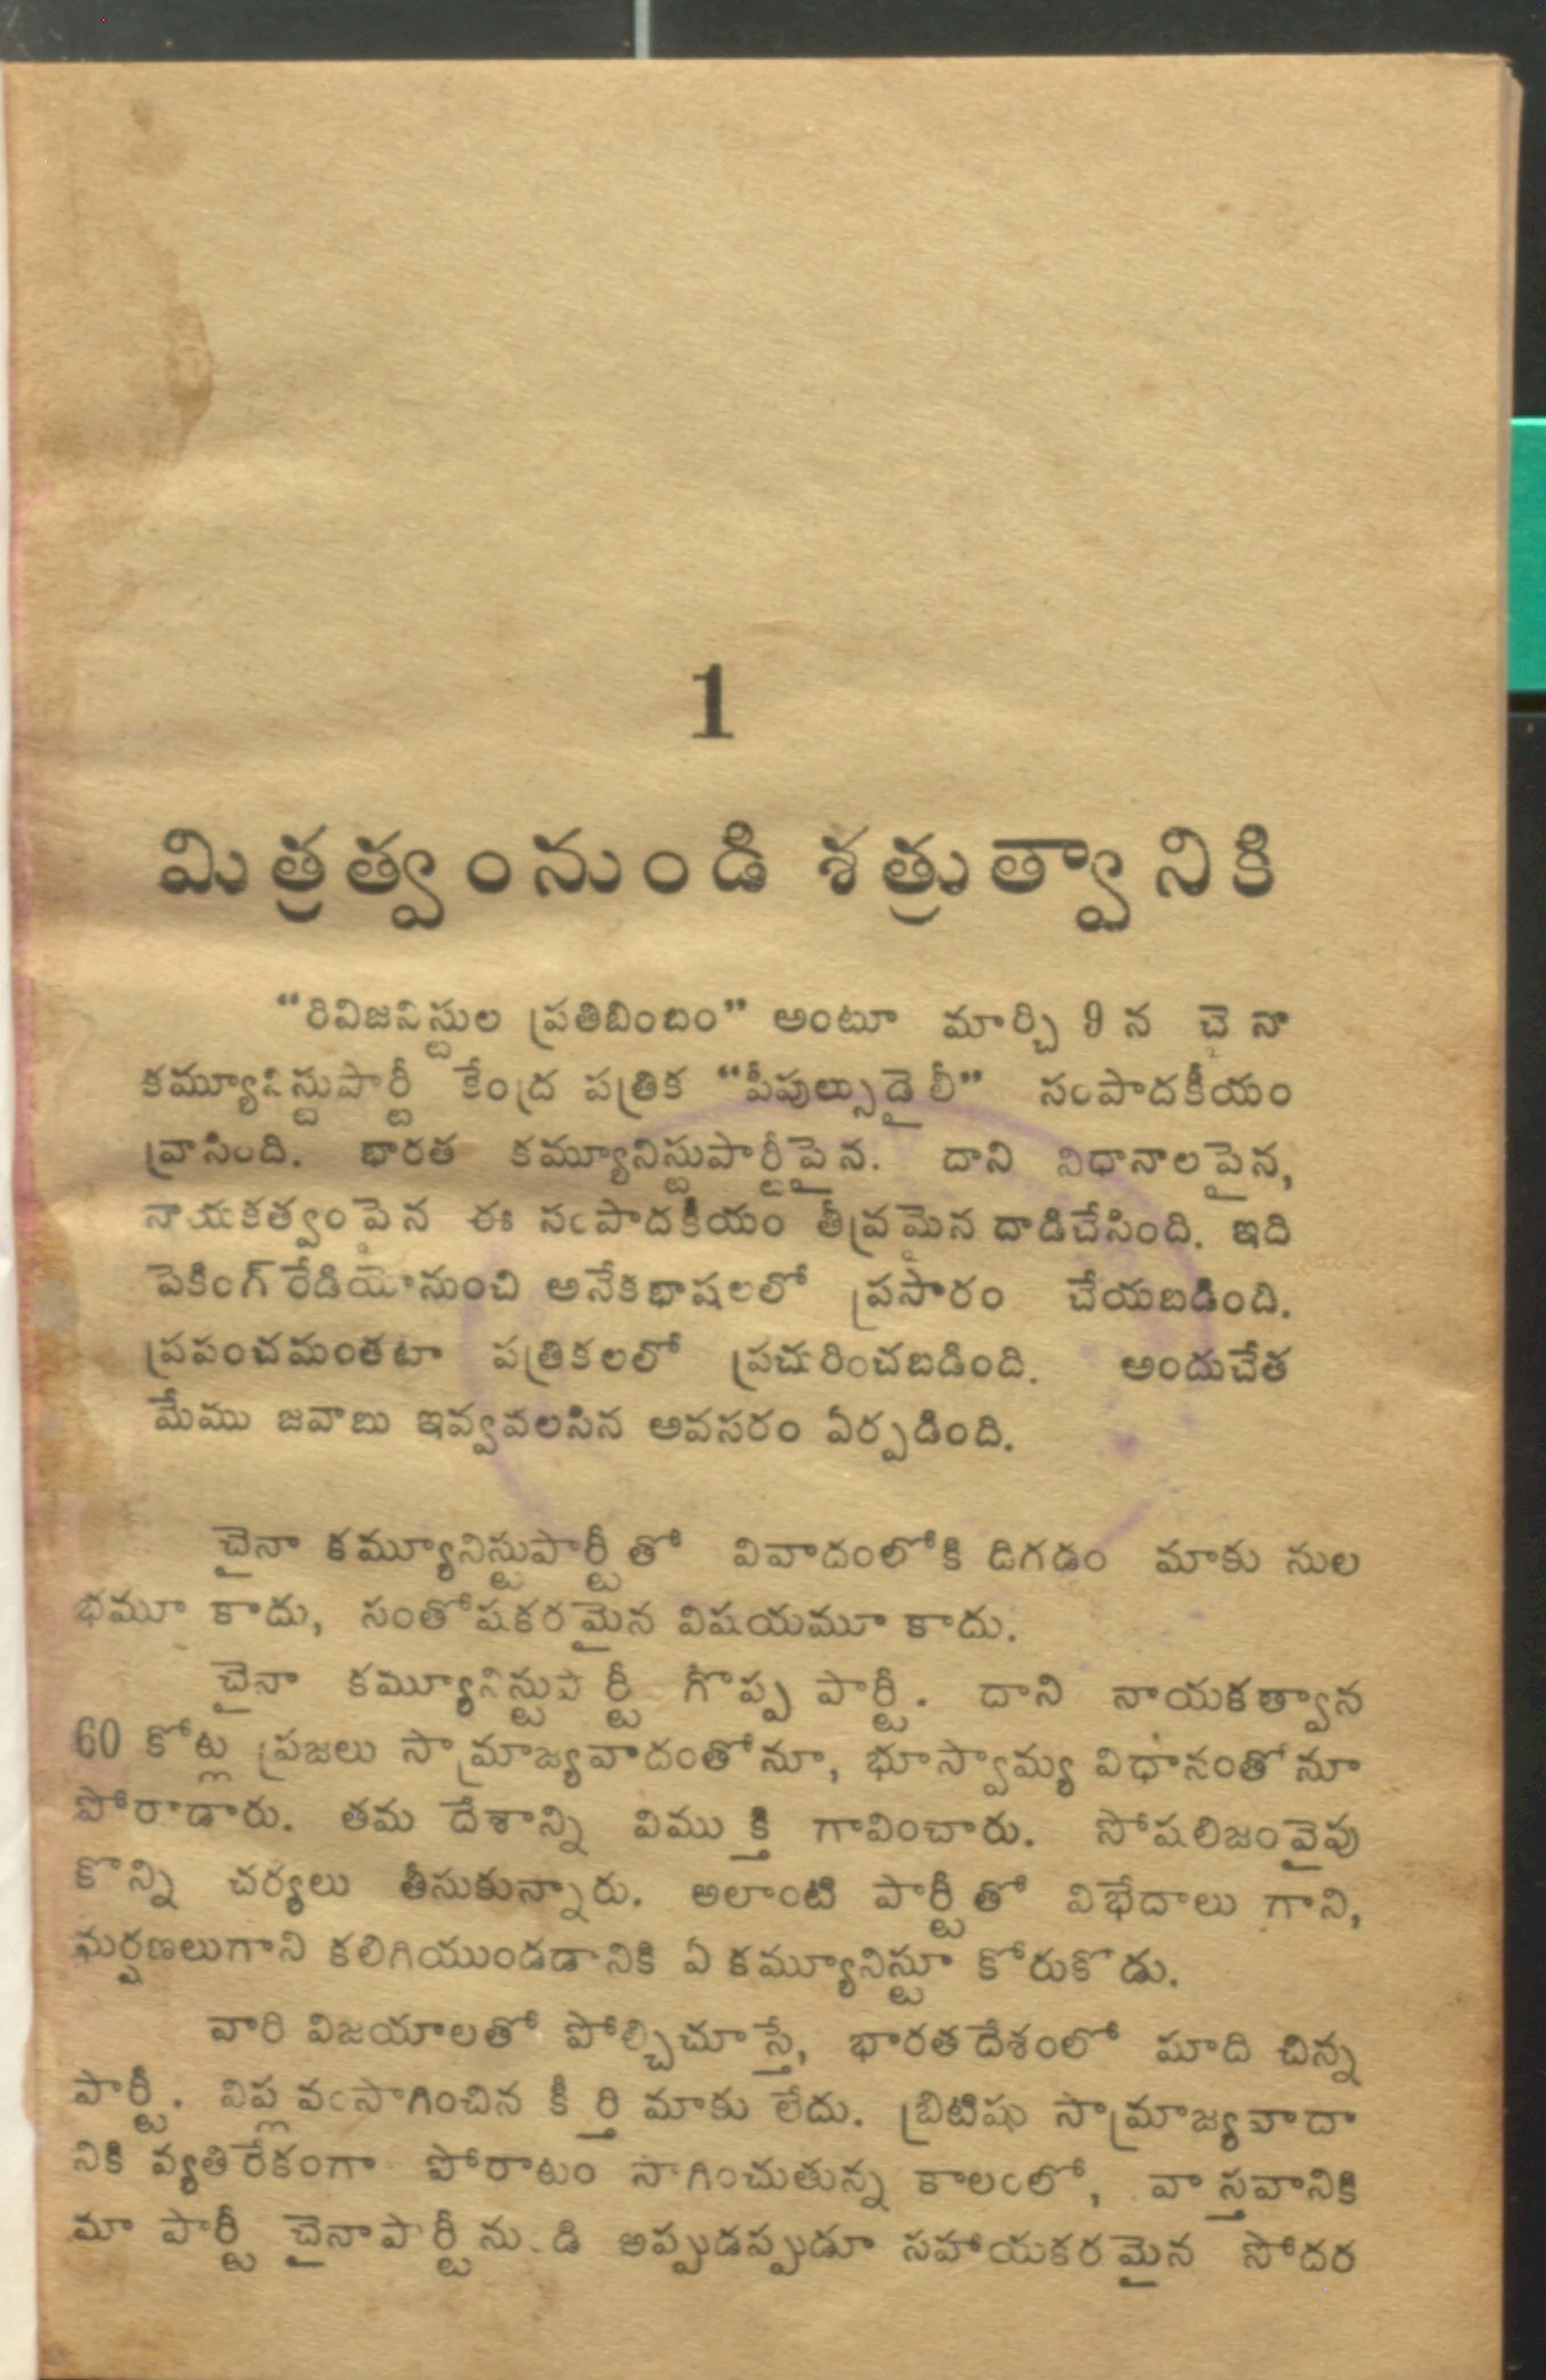 1
మిత్రత్వంనుండి శత్రుత్వానికి
“రివిజనిస్టుల ప్రతిబింబం” అంటూ మార్చి 9 న చైనా
కమ్యూనిస్టుపార్టీ కేంద్ర పత్రిక “పీపుల్సుడైలీ” సంపాదకీయం
వ్రాసింది. భారత కమ్యూనిస్టుపార్టీపైన. దాని విధానాలపైన,
నాయకత్వంపైన ఈ సంపాదకీయం తీవ్రమైన దాడిచేసింది. ఇది
పెకింగ్ రేడియోనుంచి అనేకభాషలలో ప్రసారం చేయబడింది.
ప్రపంచమంతటా పత్రికలలో ప్రచురించబడింది. అందుచేత
మేము జవాబు ఇవ్వవలసిన అవసరం ఏర్పడింది.
చైనా కమ్యూనిస్టుపార్టీతో వివాదంలోకి దిగడం మాకు సుల
భమూ కాదు, సంతోషకరమైన విషయమూ కాదు.
చైనా కమ్యూనిస్టుపార్టీ గొప్ప పార్టీ. దాని నాయకత్వాన
60 కోట్ల ప్రజలు సామ్రాజ్యవాదంతోనూ, భూస్వామ్య విధానంతోనూ
పోరాడారు. తమ దేశాన్ని విముక్తి గావించారు. సోషలిజంవైపు
కొన్ని చర్యలు తీసుకున్నారు. అలాంటి పార్టీతో విభేదాలు గాని,
ఘర్షణలుగాని కలిగియుండడానికి ఏ కమ్యూనిస్టూ కోరుకోడు.
వారి విజయాలతో పోల్చిచూస్తే, భారతదేశంలో మాది చిన్న
పార్టీ. విప్లవంసాగించిన కీర్తి మాకు లేదు. బ్రిటిషు సామ్రాజ్యవాదా
నికి వ్యతిరేకంగా పోరాటం సాగించుతున్న కాలంలో, వాస్తవానికి
మా పార్టీ చైనాపార్టీనుండి అప్పుడప్పుడూ సహాయకరమైన సోదర